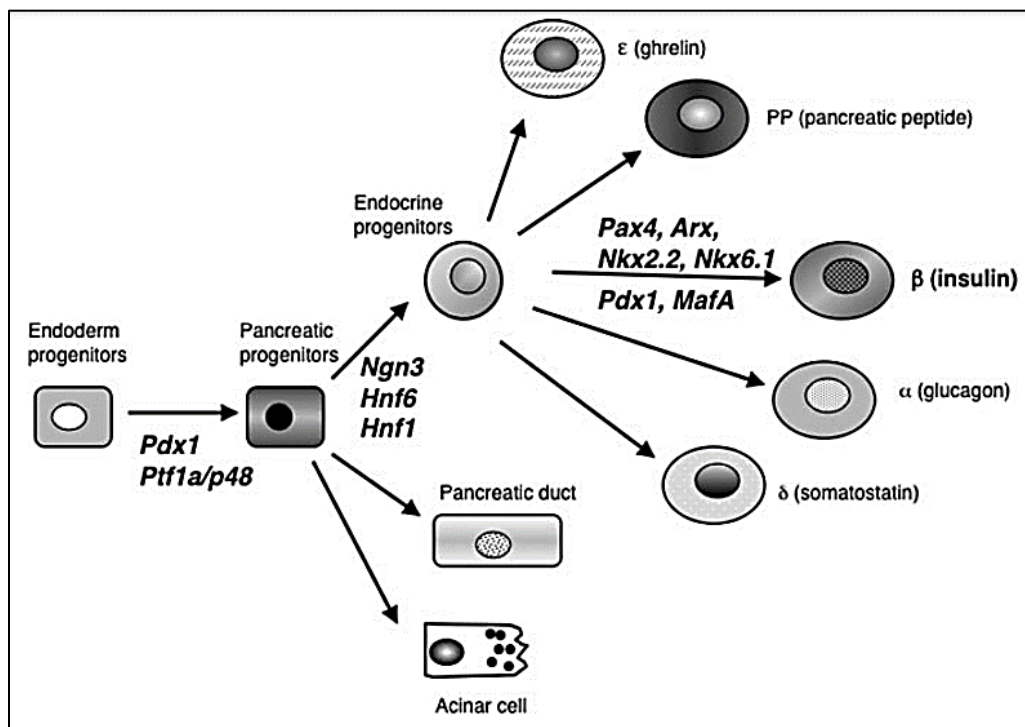 ε (ghrelin)
PP (pancreatic peptide)
Endocrine
progenitors
Pax4, Arx,
Nkx2.2, Nkx6.1
Pdx1, MafA
β (insulin)
Endoderm
progenitors
Pancreatic
progenitors
Ngn3
Hnf6
Hnf1
Pdx1
Ptf1a/p48
α (glucagon)
δ (somatostatin)
Pancreatic duct
Acinar cell